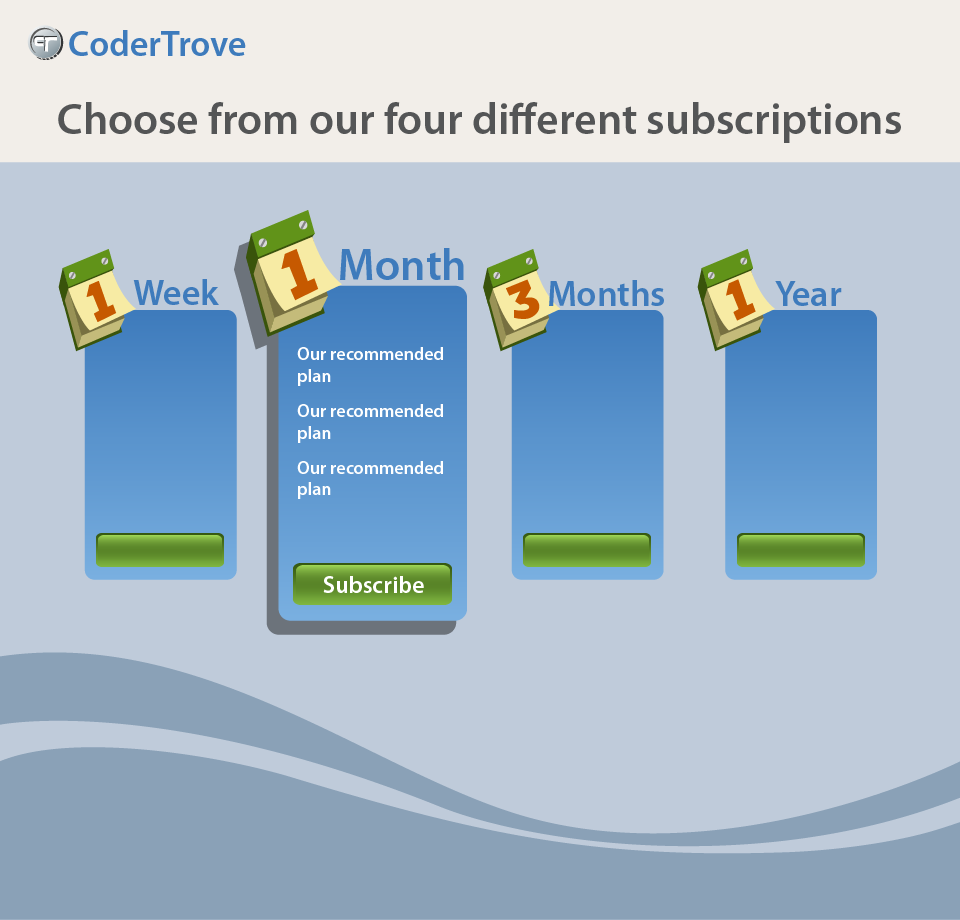 CT CoderTrove
Choose from our four different subscriptions
1 Week
1 Month
Our recommended
plan
Our recommended
plan
Our recommended
plan
Subscribe
3 Months
1 Year